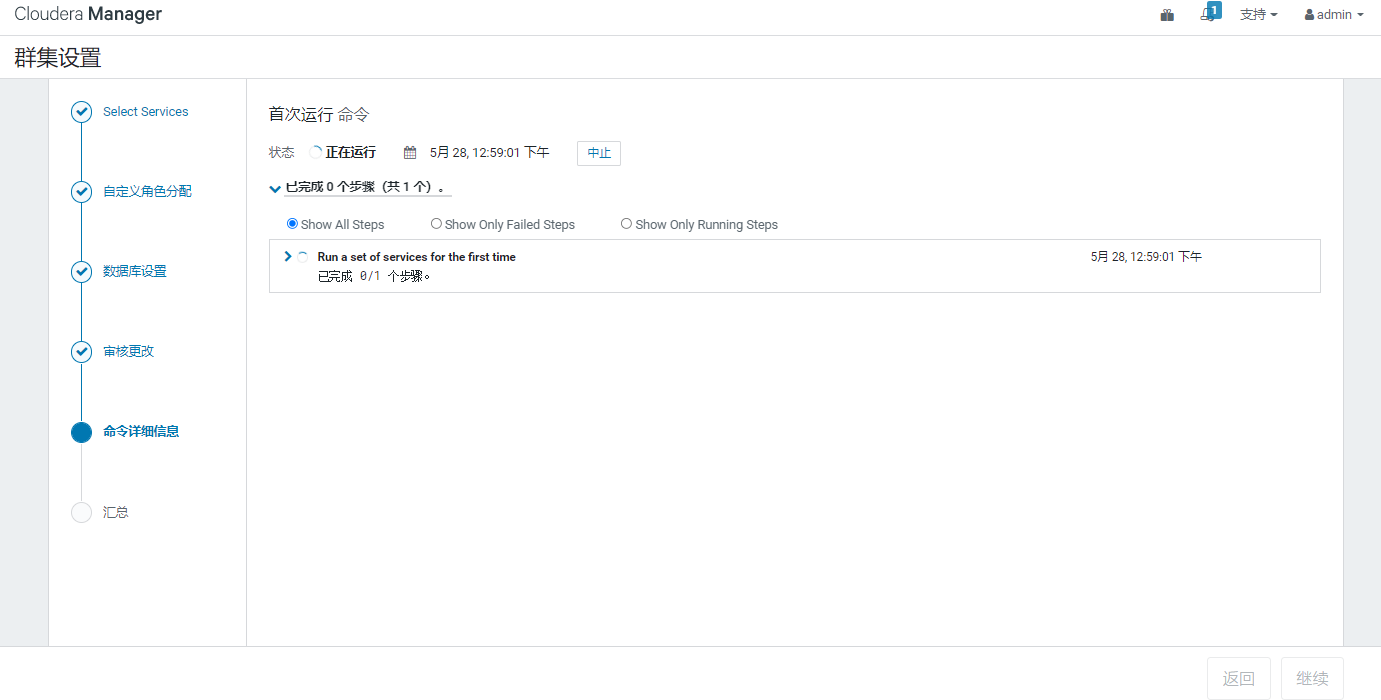 Cloudera Manager
1
支持
admin
群集设置
Select Services
自定义角色分配
数据库设置
审核更改
命令详细信息
汇总
首次运行 命令
状态 正在运行 5月 28, 12:59:01 下午 中止
已完成 0 个步骤（共 1 个）。
Show All Steps Show Only Failed Steps Show Only Running Steps
Run a set of services for the first time 5月 28, 12:59:01 下午
已完成 0/1 个步骤。
返回 继续